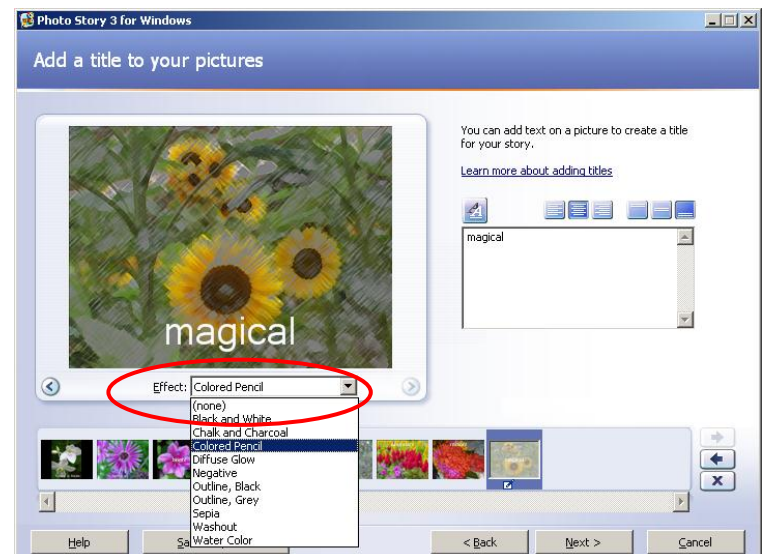 Photo Story 3 for Windows
Add a title to your pictures
You can add text on a picture to create a title
for your story.
Learn more about adding titles
magical
magical
Effect: Colored Pencil
(none)
Black and White
Chalk and Charcoal
Colored Pencil
Diffuse Glow
Negative
Outline, Black
Outline, Grey
Sepia
Washout
Water Color
Help
< Back
Next >
Cancel